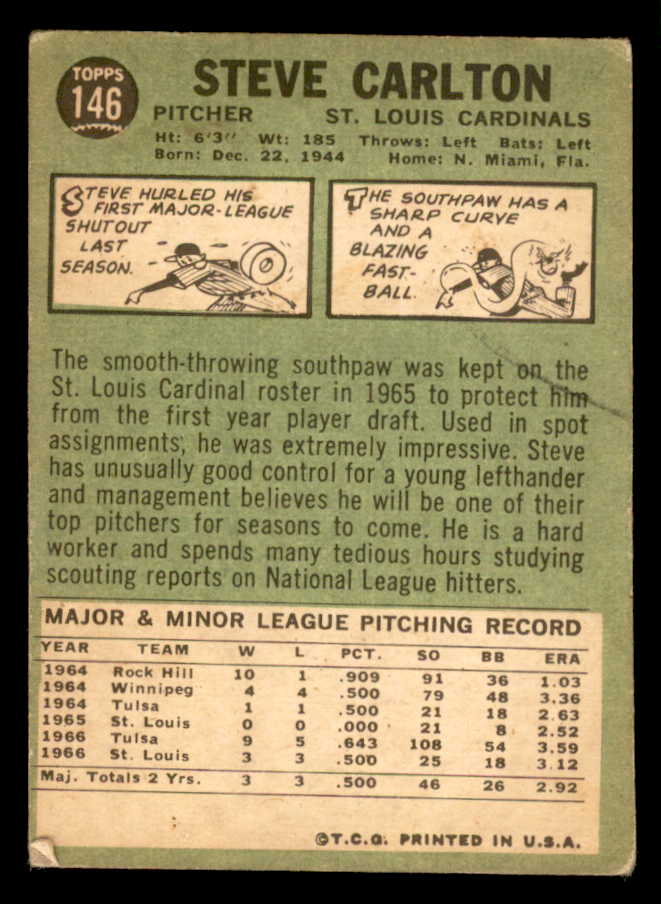 TOPPS
146
STEVE CARLTON
PITCHER ST. LOUIS CARDINALS
Ht: 6'3" Wt: 185 Throws: Left Bats: Left
Born: Dec. 22, 1944 Home: N. Miami, Fla.
STEVE HURLED HIS
FIRST MAJOR-LEAGUE
SHUTOUT
LAST
SEASON.
THE SOUTHPAW HAS A
SHARP CURVE
AND A
BLAZING
FAST-
BALL.
The smooth-throwing southpaw was kept on the
St. Louis Cardinal roster in 1965 to protect him
from the first year player draft. Used in spot
assignments, he was extremely impressive. Steve
has unusually good control for a young lefthander
and management believes he will be one of their
top pitchers for seasons to come. He is a hard
worker and spends many tedious hours studying
scouting reports on National League hitters.
MAJOR & MINOR LEAGUE PITCHING RECORD
YEAR TEAM W L PCT. SO BB ERA
1964 Rock Hill 10 1 .909 91 36 1.03
1964 Winnipeg 4 4 .500 79 48 3.36
1964 Tulsa 1 1 .500 21 18 2.63
1965 St. Louis 0 0 .000 21 8 2.52
1966 Tulsa 9 5 .643 108 54 3.59
1966 St. Louis 3 3 .500 25 18 3.12
Maj. Totals 2 Yrs. 3 3 .500 46 26 2.92
©T.C.G. PRINTED IN U.S.A.